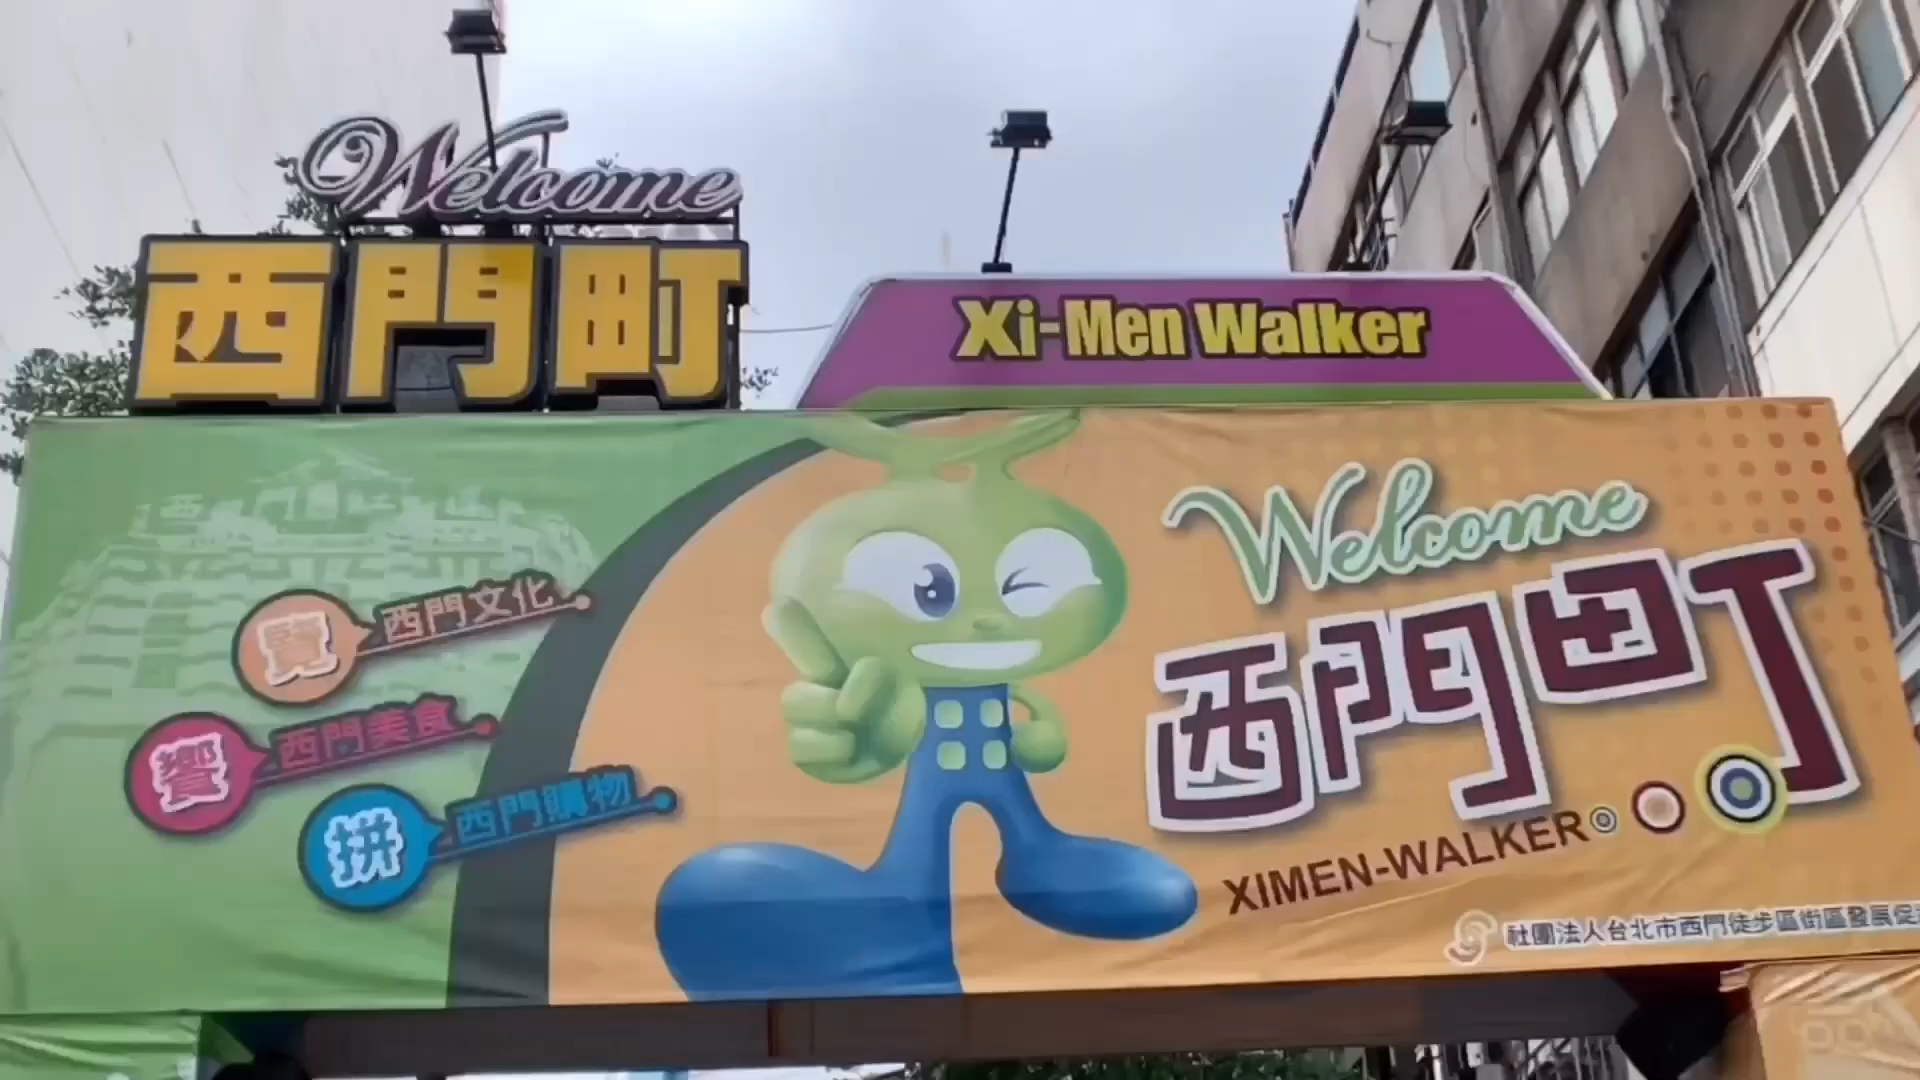 Welcome
西門町
Xi-Men Walker
Welcome
西門町
XIMEN-WALKER
覽 西門文化
饗 西門美食
拼 西門購物
社團法人台北市西門徒步區街區發展促